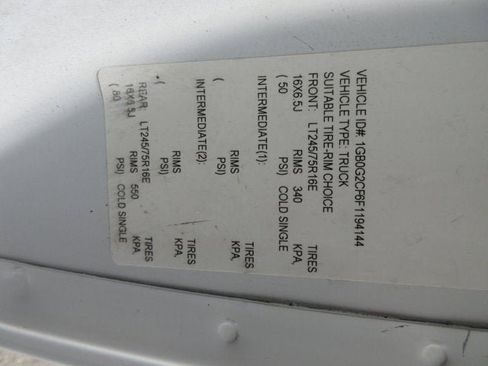 VEHICLE ID#: 1GB0G2CF6F1194144
VEHICLE TYPE: TRUCK
SUITABLE TIRE-RIM CHOICE
FRONT: LT245/75R16E TIRES
16X6.5J RIMS 340 KPA
( 50 PSI) COLD SINGLE
INTERMEDIATE(1): TIRES
RIMS KPA
( PSI)
INTERMEDIATE(2): TIRES
RIMS KPA
( PSI)
REAR: LT245/75R16E TIRES
16X6.5J RIMS 550 KPA
( 80 PSI) COLD SINGLE